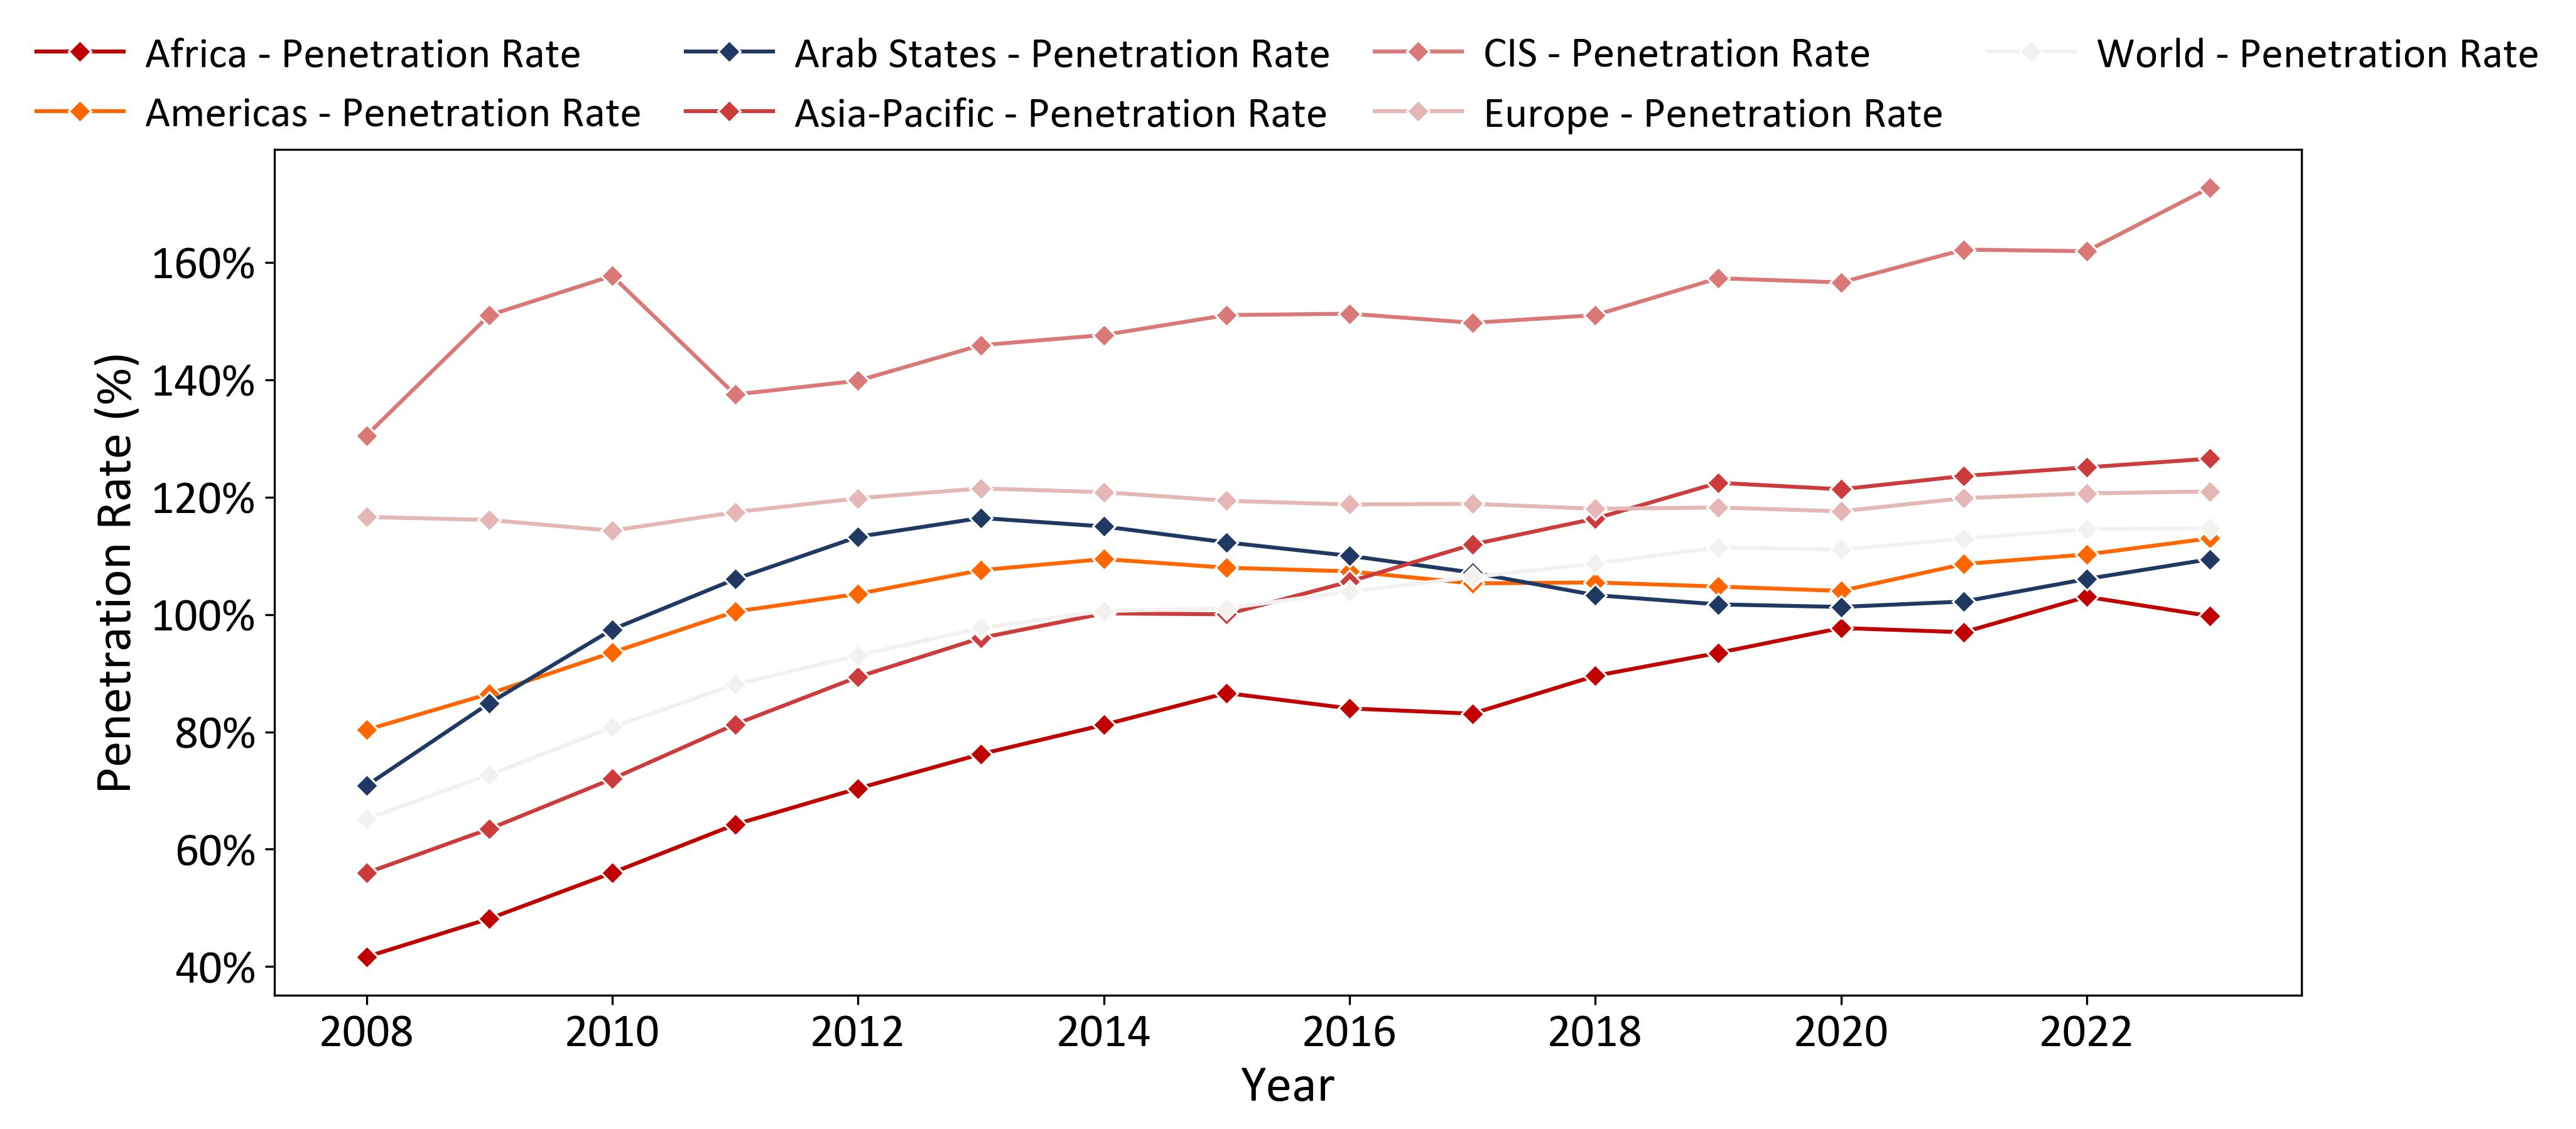 Africa - Penetration Rate
Arab States - Penetration Rate
CIS - Penetration Rate
World - Penetration Rate
Americas - Penetration Rate
Asia-Pacific - Penetration Rate
Europe - Penetration Rate
Penetration Rate (%)
160%
140%
120%
100%
80%
60%
40%
2008 2010 2012 2014 2016 2018 2020 2022
Year